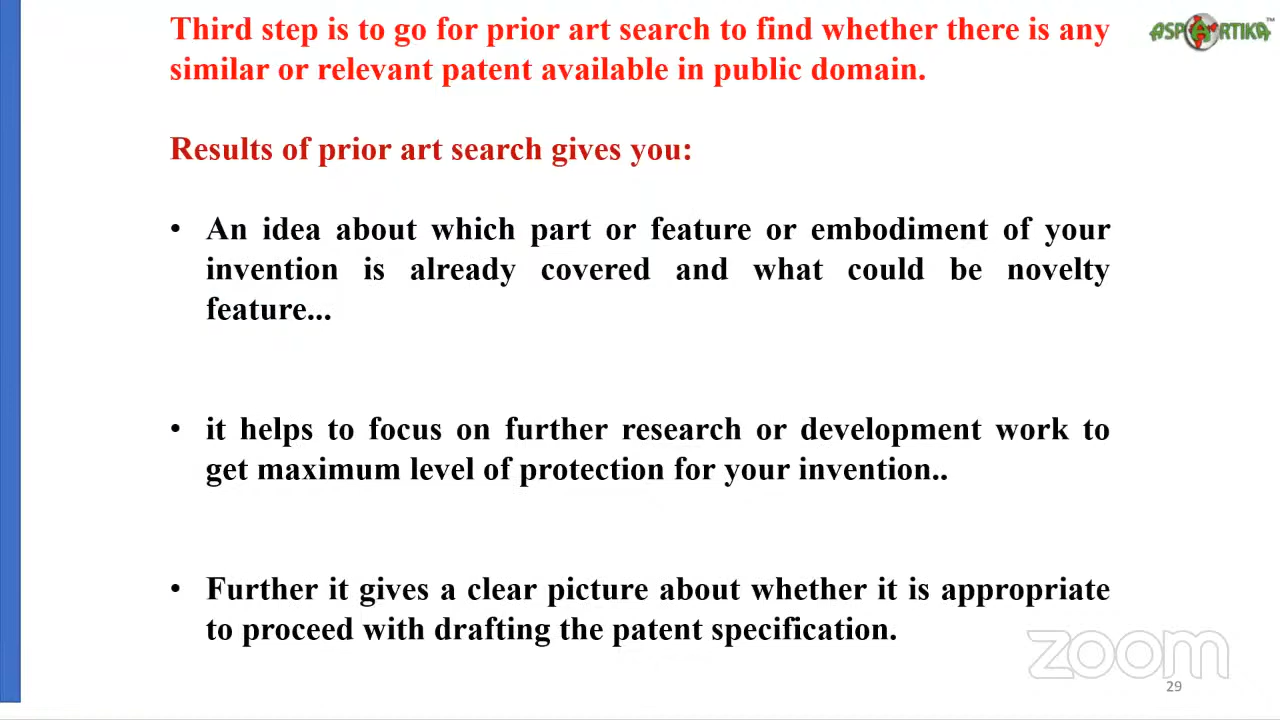 Third step is to go for prior art search to find whether there is any
similar or relevant patent available in public domain.
ASPARTIKA™
Results of prior art search gives you:
• An idea about which part or feature or embodiment of your
invention is already covered and what could be novelty
feature...
• it helps to focus on further research or development work to
get maximum level of protection for your invention..
• Further it gives a clear picture about whether it is appropriate
to proceed with drafting the patent specification.
zoom
29